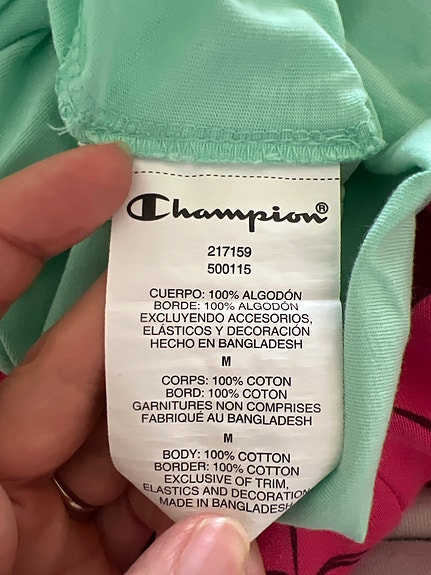 Champion®
217159
500115
CUERPO: 100% ALGODÓN
BORDE: 100% ALGODÓN
EXCLUYENDO ACCESORIOS,
ELÁSTICOS Y DECORACIÓN
HECHO EN BANGLADESH
M
CORPS: 100% COTON
BORD: 100% COTON
GARNITURES NON COMPRISES
FABRIQUÉ AU BANGLADESH
M
BODY: 100% COTTON
BORDER: 100% COTTON
EXCLUSIVE OF TRIM,
ELASTICS AND DECORATION
MADE IN BANGLADESH